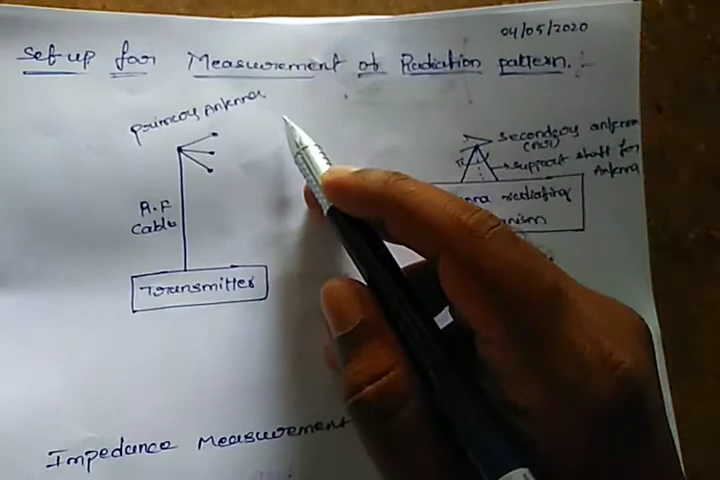 04/05/2020
Set up for Measurement of Radiation pattern.:-
primary Antenna
secondary antenna
(AUT)
support shaft for
Antenna
R.F
Cable
Transmitter
Impedance Measurement